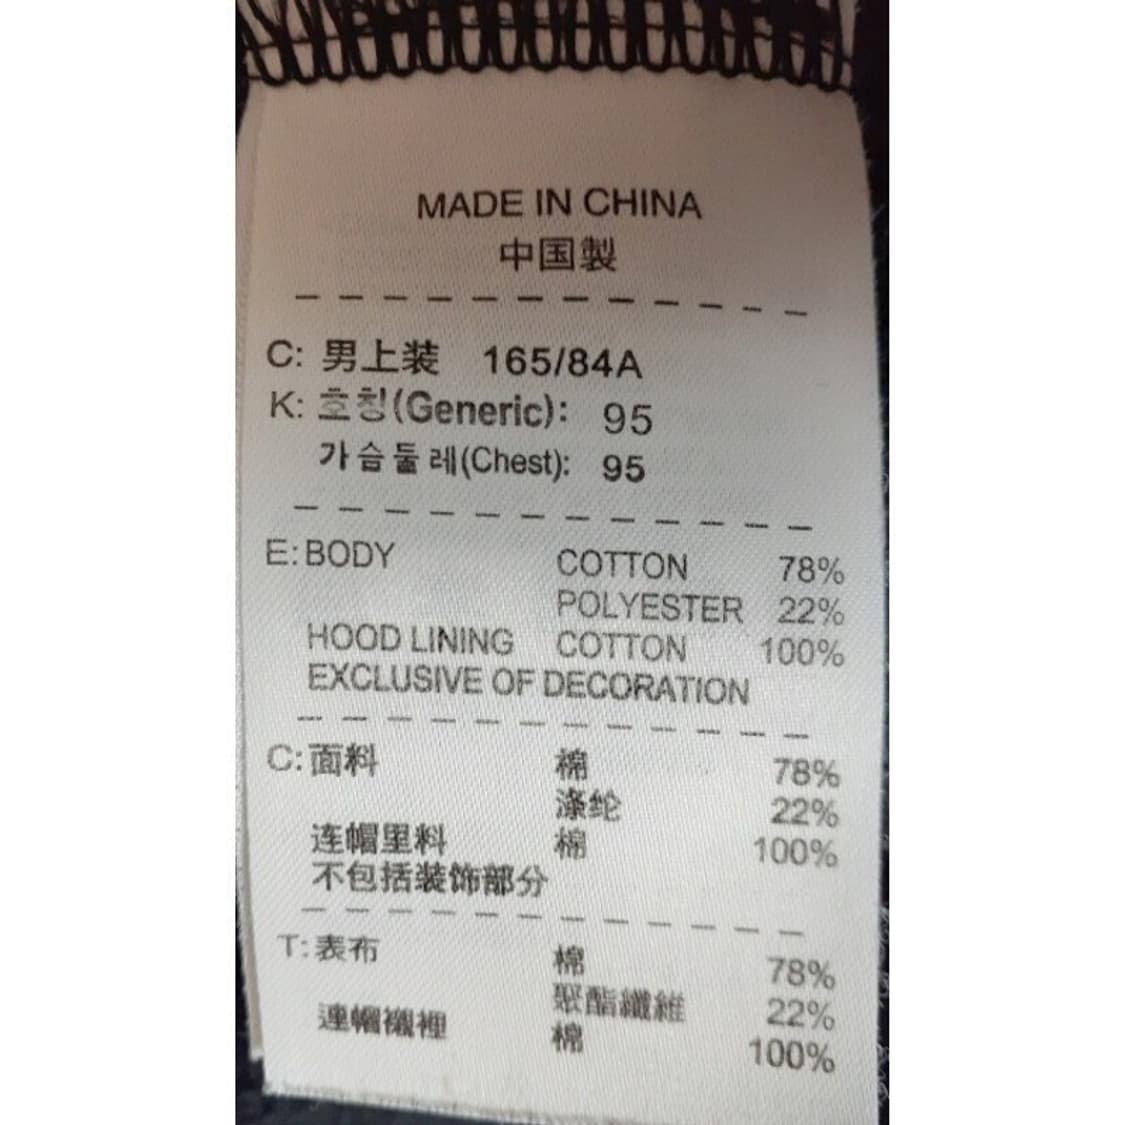 MADE IN CHINA
中国製
C: 男上装 165/84A
K: 호칭(Generic): 95
가슴둘레(Chest): 95
E: BODY COTTON 78%
POLYESTER 22%
HOOD LINING COTTON 100%
EXCLUSIVE OF DECORATION
C: 面料 棉 78%
涤纶 22%
连帽里料 棉 100%
不包括装饰部分
T: 表布 棉 78%
聚酯纖維 22%
連帽襯裡 棉 100%